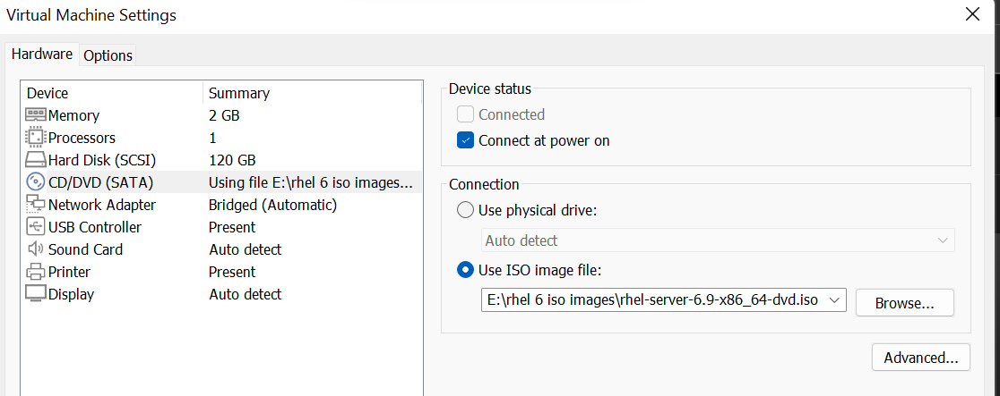 Virtual Machine Settings
Hardware Options
Device Summary
Memory 2 GB
Processors 1
Hard Disk (SCSI) 120 GB
CD/DVD (SATA) Using file E:\rhel 6 iso images...
Network Adapter Bridged (Automatic)
USB Controller Present
Sound Card Auto detect
Printer Present
Display Auto detect
Device status
Connected
Connect at power on
Connection
Use physical drive:
Auto detect
Use ISO image file:
E:\rhel 6 iso images\rhel-server-6.9-x86_64-dvd.iso
Browse...
Advanced...